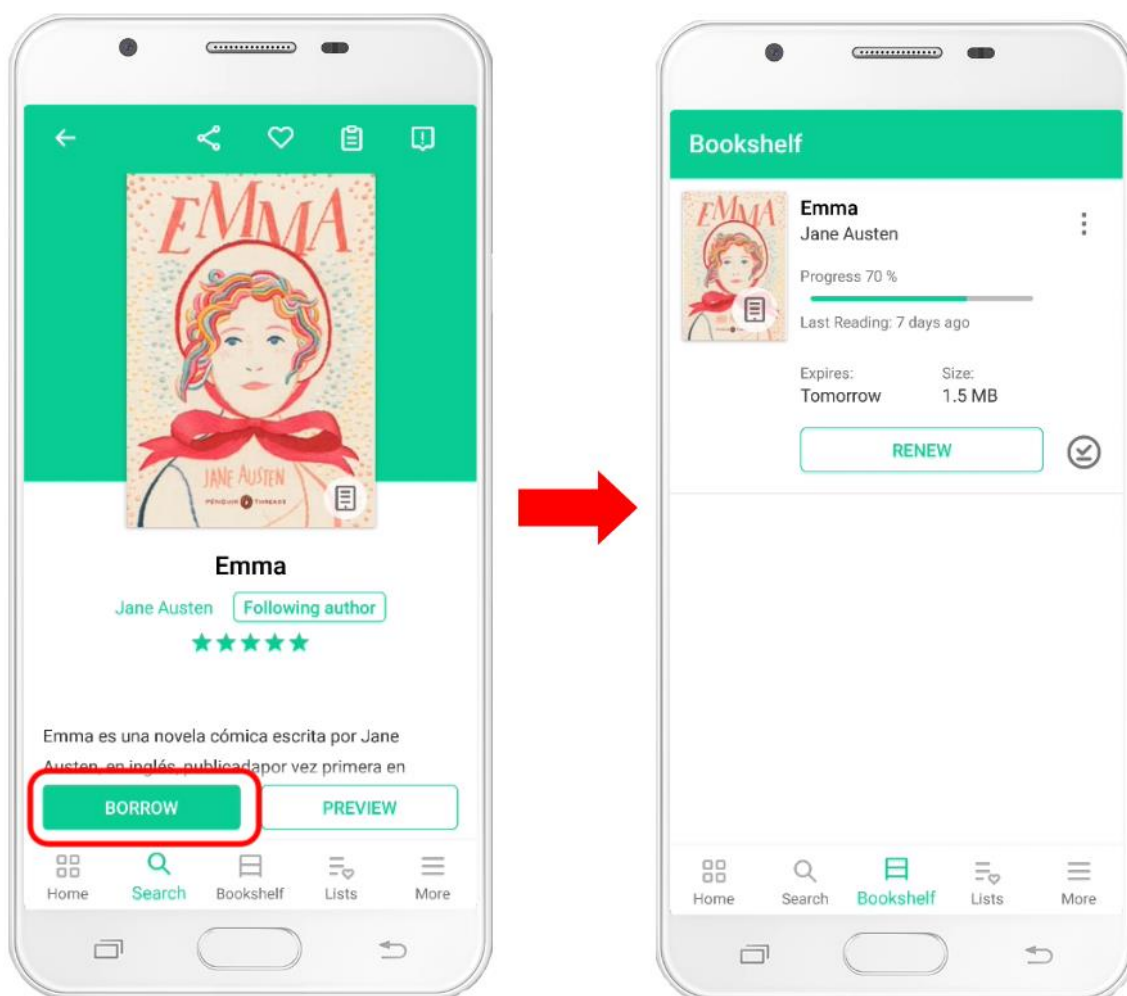 EMMA
JANE AUSTEN
PENGUIN THREADS
Emma
Jane Austen Following author
Emma es una novela cómica escrita por Jane
Austen, en inglés, publicadapor vez primera en
BORROW PREVIEW
Home Search Bookshelf Lists More
Bookshelf
EMMA
Emma
Jane Austen
Progress 70 %
Last Reading: 7 days ago
Expires: Size:
Tomorrow 1.5 MB
RENEW
Home Search Bookshelf Lists More